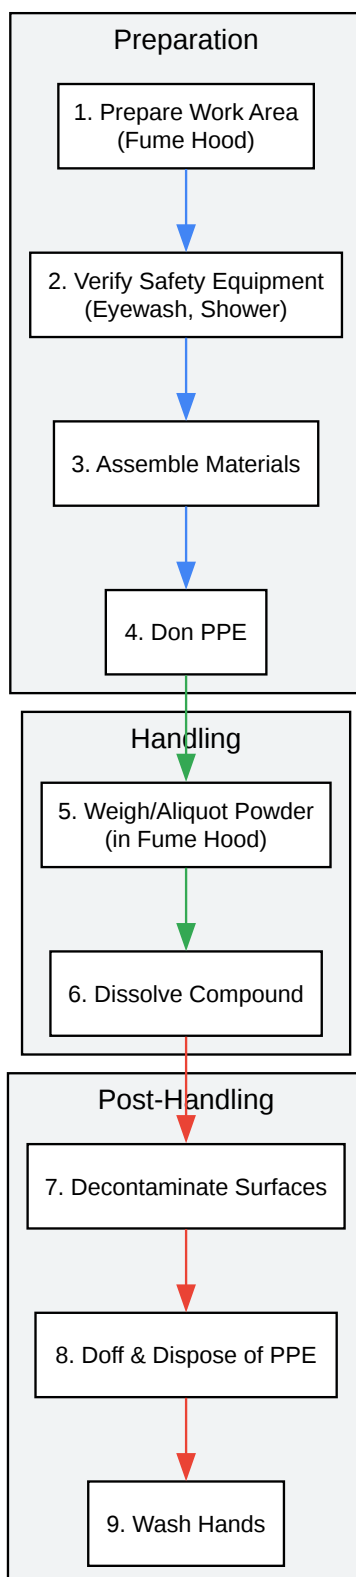 Preparation
1. Prepare Work Area
(Fume Hood)
2. Verify Safety Equipment
(Eyewash, Shower)
3. Assemble Materials
4. Don PPE
Handling
5. Weigh/Aliquot Powder
(in Fume Hood)
6. Dissolve Compound
Post-Handling
7. Decontaminate Surfaces
8. Doff & Dispose of PPE
9. Wash Hands